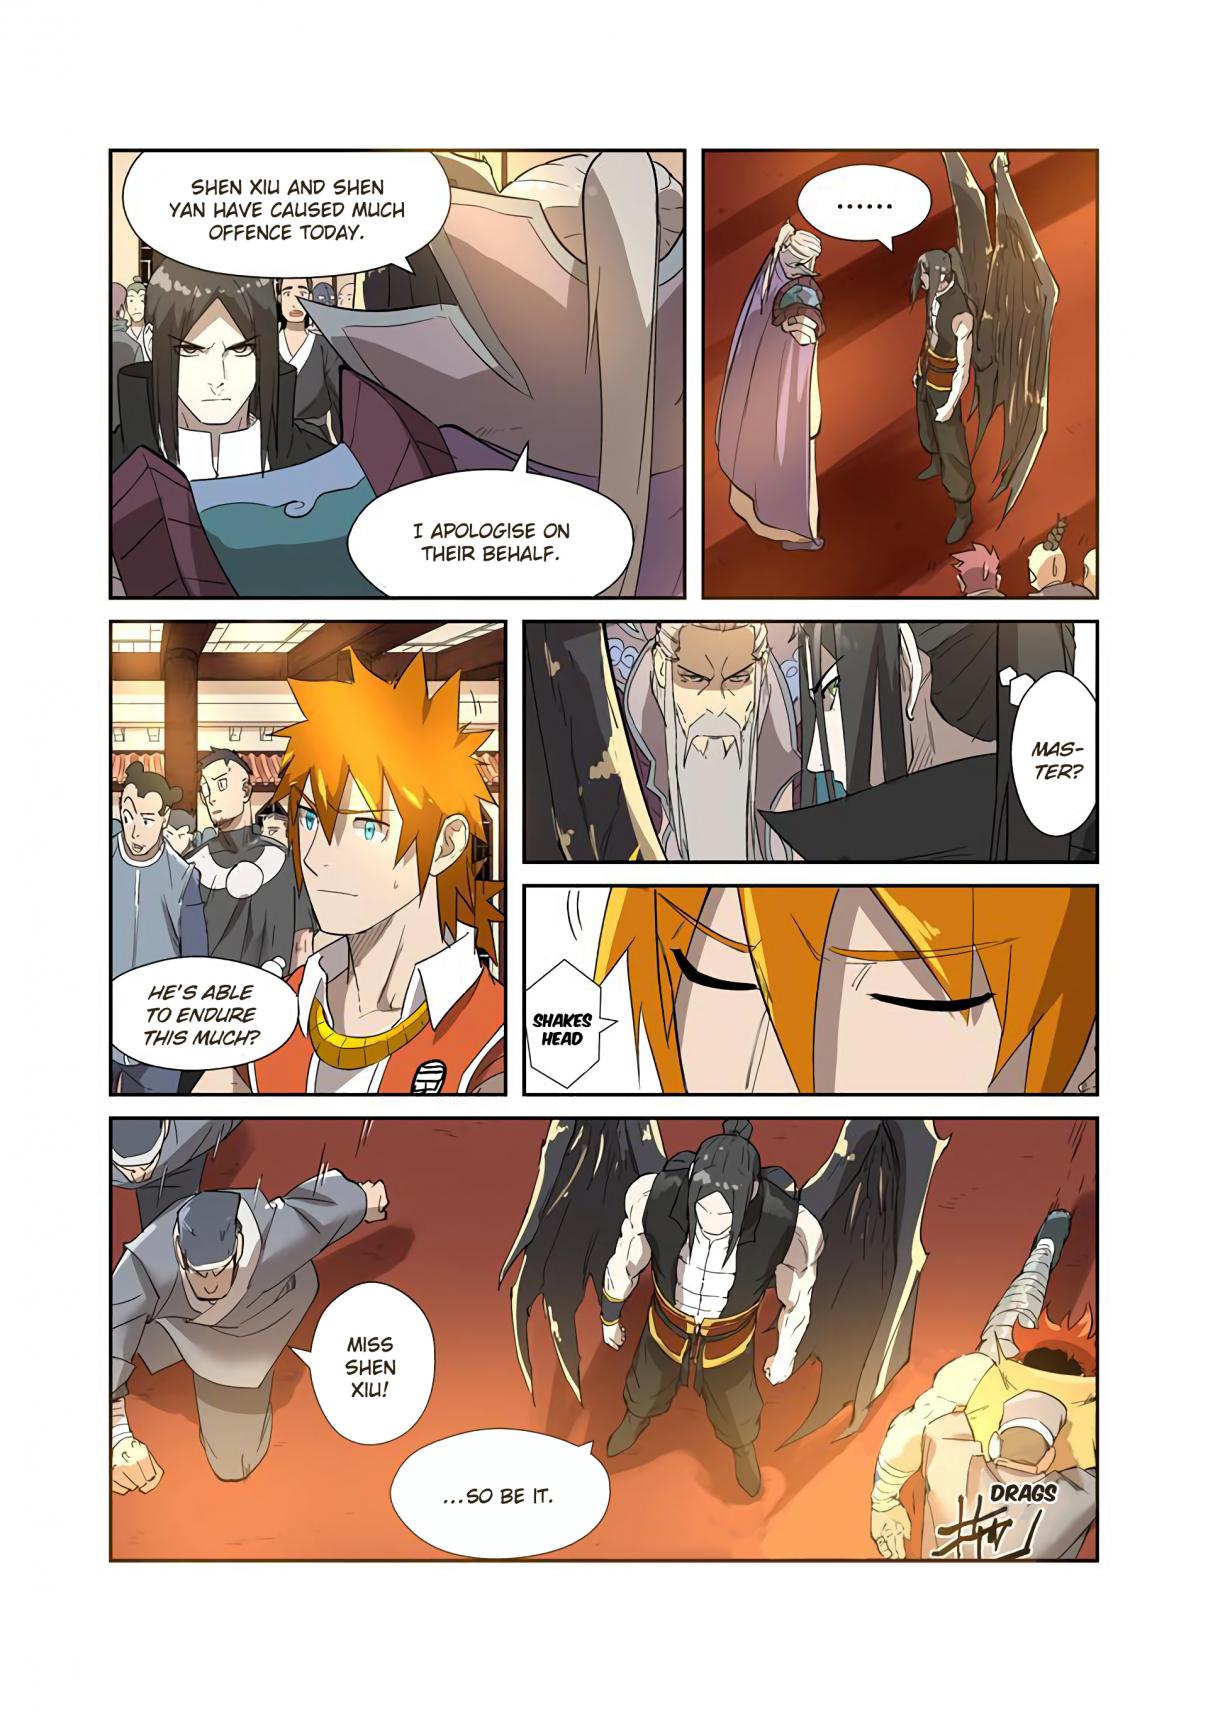 SHEN XIU AND SHEN
YAN HAVE CAUSED MUCH
OFFENCE TODAY.
I APOLOGISE ON
THEIR BEHALF.
......
HE'S ABLE
TO ENDURE
THIS MUCH?
MAS-
TER?
SHAKES
HEAD
MISS
SHEN
XIU!
...SO BE IT.
DRAGS